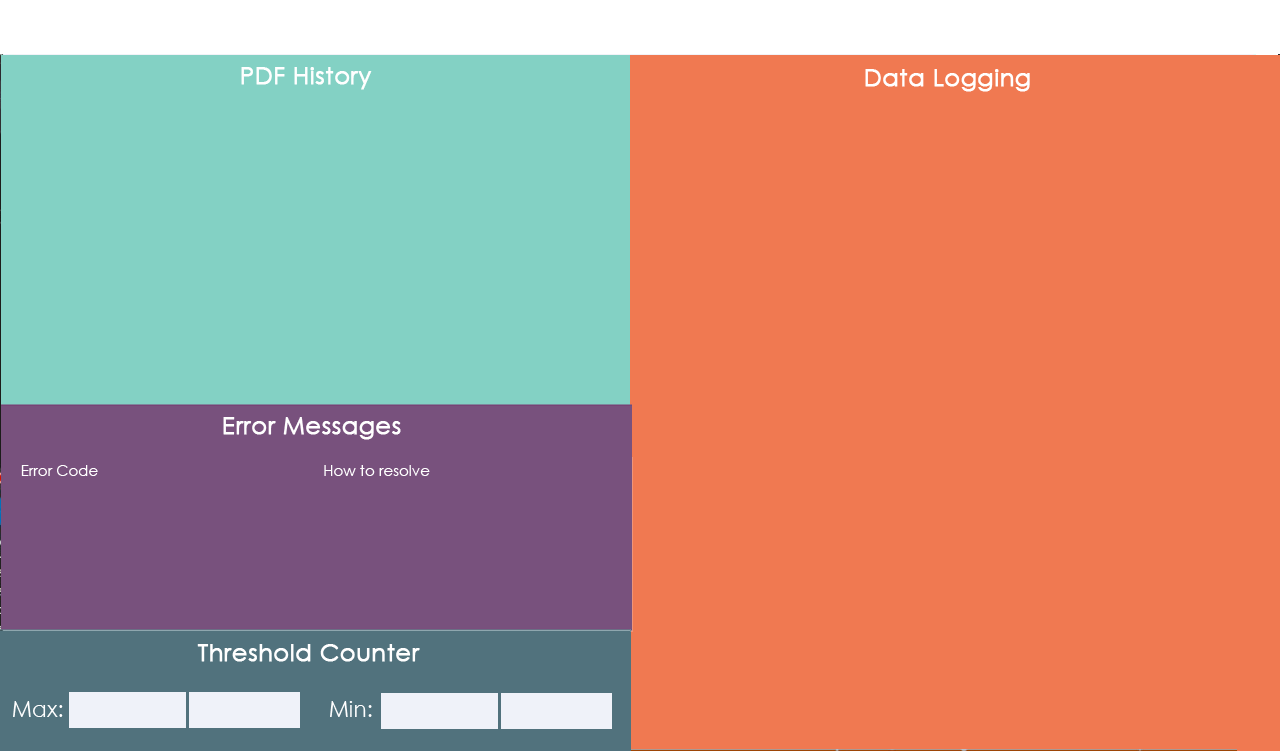 PDF History
Data Logging
Error Messages
Error Code
How to resolve
Threshold Counter
Max:
Min: